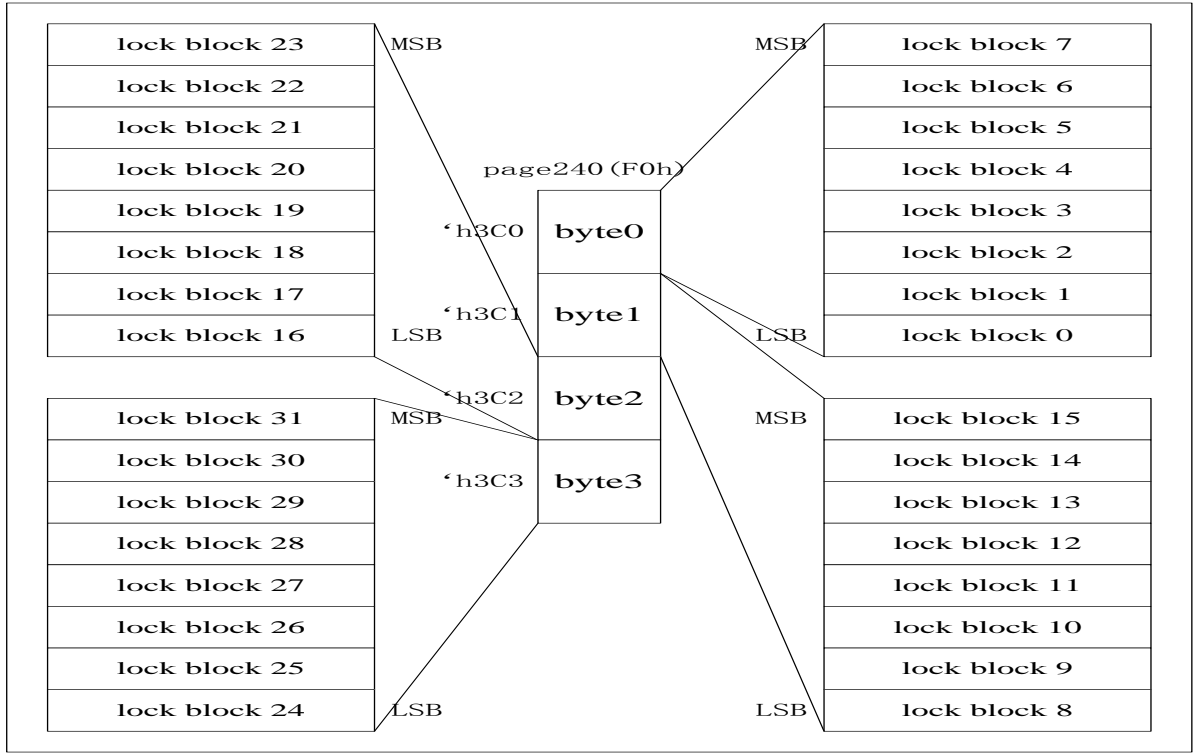 lock block 23
MSB
lock block 22
lock block 21
lock block 20
lock block 19
lock block 18
lock block 17
lock block 16
LSB
lock block 31
MSB
lock block 30
lock block 29
lock block 28
lock block 27
lock block 26
lock block 25
lock block 24
LSB
page240(F0h)
‘h3C0
byte0
‘h3C1
byte1
‘h3C2
byte2
‘h3C3
byte3
MSB
lock block 7
lock block 6
lock block 5
lock block 4
lock block 3
lock block 2
lock block 1
LSB
lock block 0
MSB
lock block 15
lock block 14
lock block 13
lock block 12
lock block 11
lock block 10
lock block 9
LSB
lock block 8